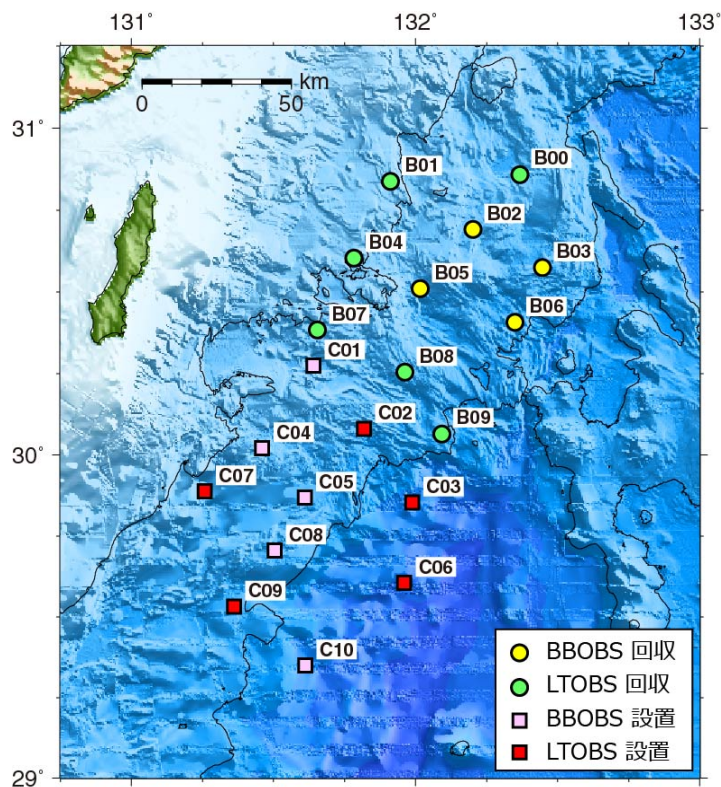 131°
132°
133°
km
0
50
31°
B01
B00
B02
B04
B03
B05
B06
B07
C01
B08
C02
B09
30°
C04
C07
C05
C03
C08
C06
C09
C10
BBOBS 回収
LTOBS 回収
BBOBS 設置
LTOBS 設置
29°